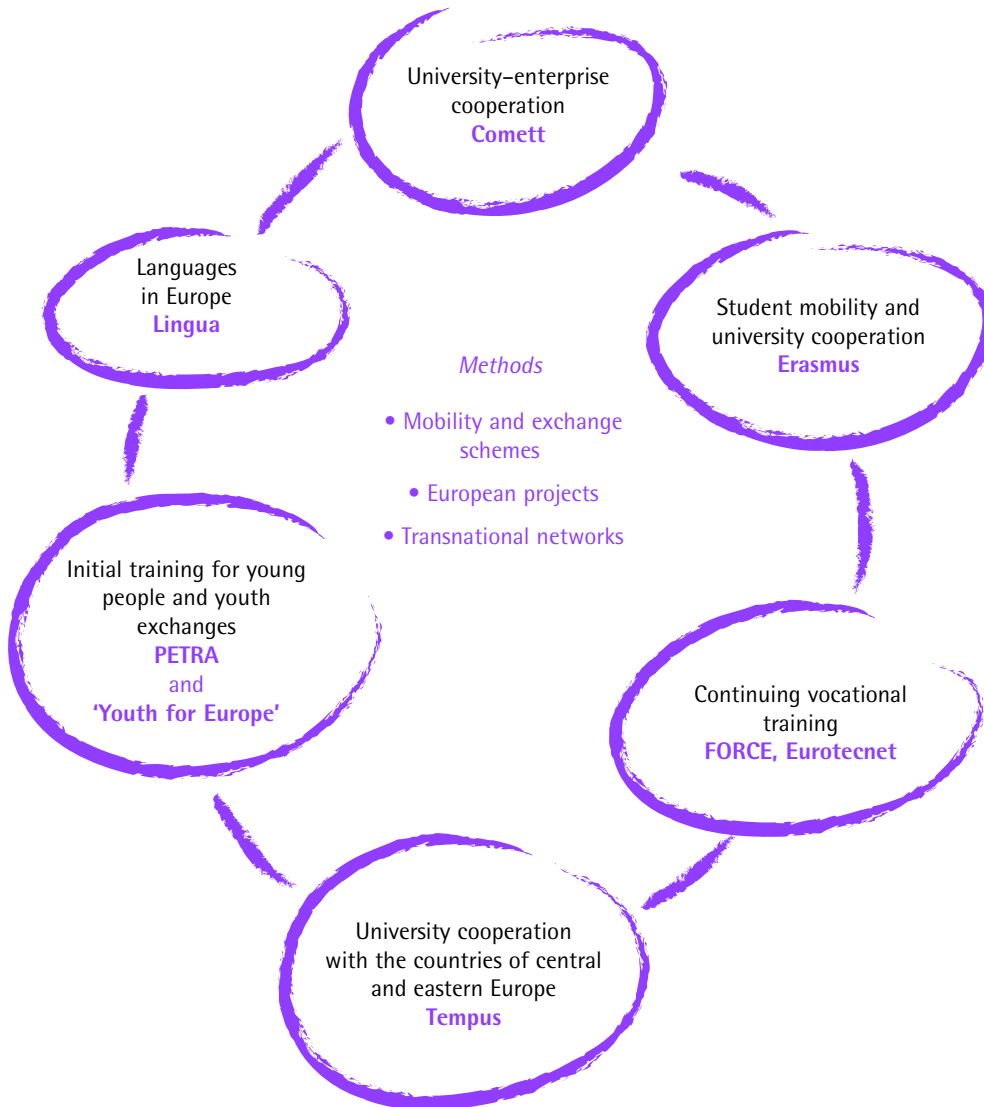 University–enterprise
cooperation
Comett
Languages
in Europe
Lingua
Student mobility and
university cooperation
Erasmus
Methods
• Mobility and exchange
schemes
• European projects
• Transnational networks
Initial training for young
people and youth
exchanges
PETRA
and
‘Youth for Europe’
Continuing vocational
training
FORCE, Eurotecnet
University cooperation
with the countries of central
and eastern Europe
Tempus